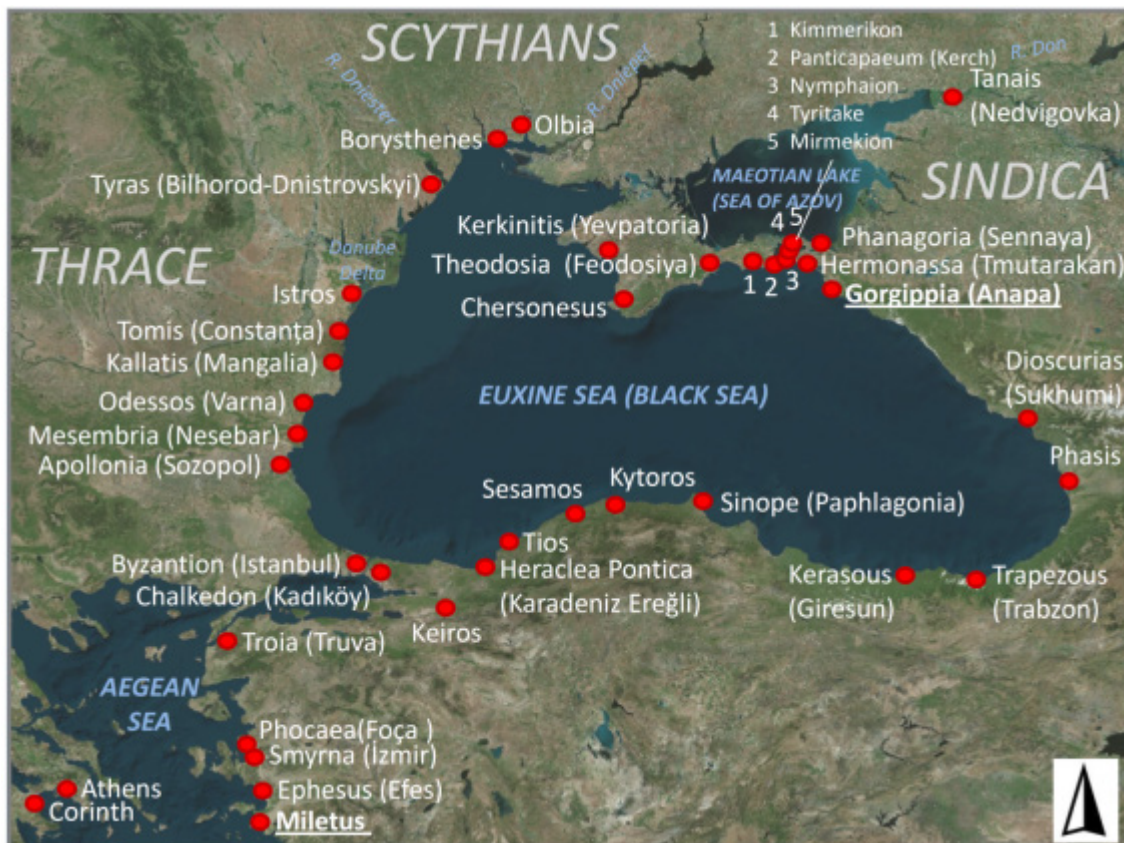 SCYTHIANS
1 Kimmerikon
2 Panticapaeum (Kerch)
3 Nymphaion
4 Tyritake
5 Mirmekion
R. Don
Tanais
(Nedvigovka)
R. Dniester
R. Dnieper
Olbia
Borysthenes
Tyras (Bilhorod-Dnistrovskyi)
MAEOTIAN LAKE
(SEA OF AZOV)
SINDICA
THRACE
Danube
Delta
Kerkinitis (Yevpatoria)
Theodosia (Feodosiya)
Chersonesus
4
5
1
2
3
Phanagoria (Sennaya)
Hermonassa (Tmutarakan)
Gorgippia (Anapa)
Istros
Tomis (Constanța)
Kallatis (Mangalia)
Odessos (Varna)
Mesembria (Nesebar)
Apollonia (Sozopol)
EUXINE SEA (BLACK SEA)
Dioscurias
(Sukhumi)
Phasis
Sesamos
Kytoros
Sinope (Paphlagonia)
Tios
Byzantion (Istanbul)
Chalkedon (Kadıköy)
Heraclea Pontica
(Karadeniz Ereğli)
Kerasous
(Giresun)
Trapezous
(Trabzon)
Keiros
Troia (Truva)
AEGEAN
SEA
Phocaea(Foça )
Smyrna (İzmir)
Ephesus (Efes)
Miletus
Athens
Corinth